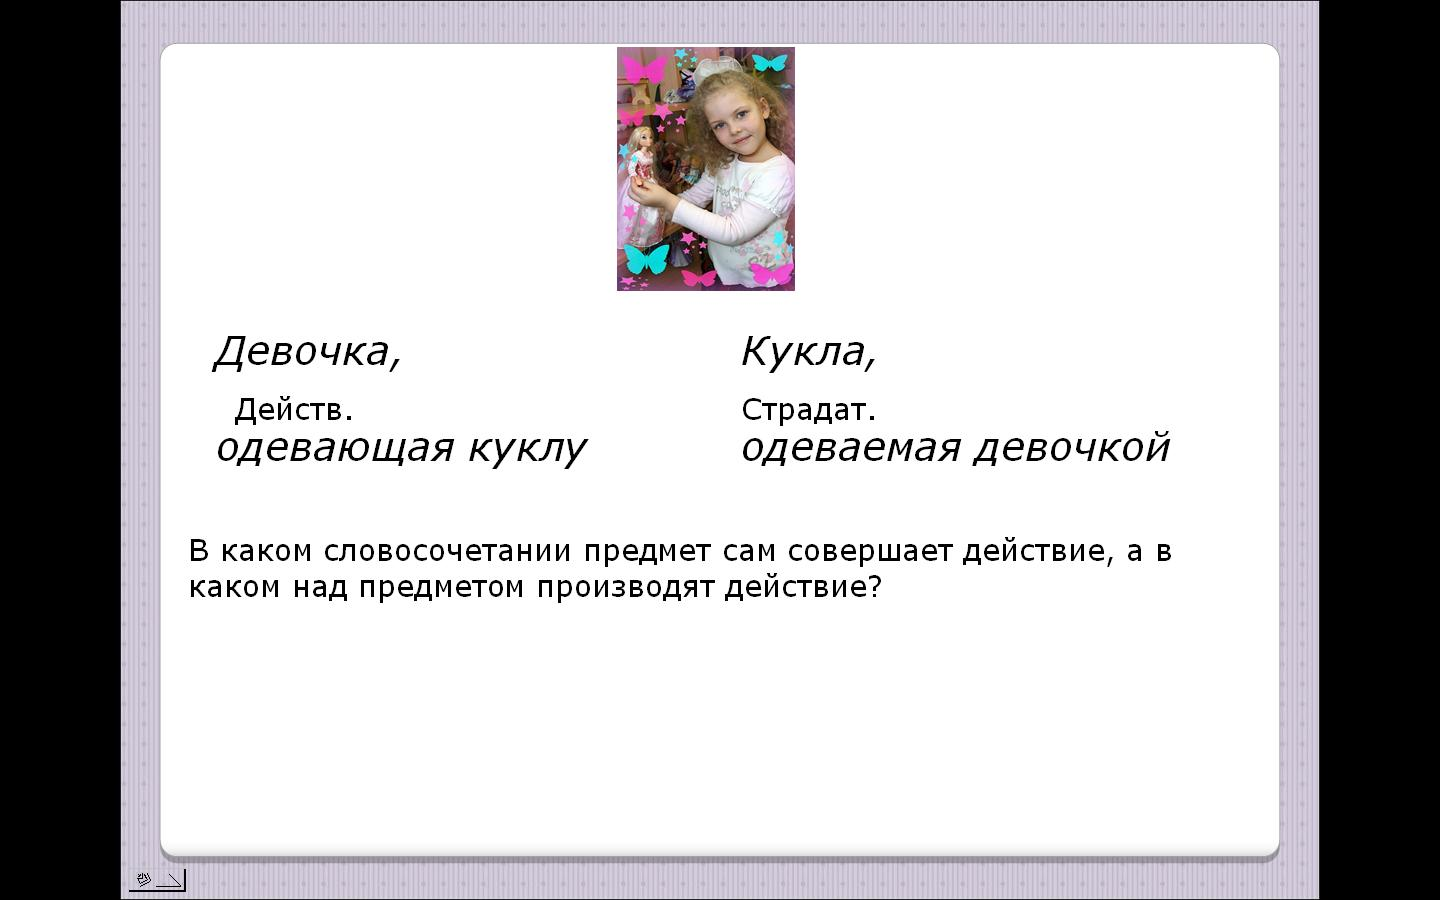 Девочка,
Действ.
одевающая куклу
Кукла,
Страдат.
одеваемая девочкой
В каком словосочетании предмет сам совершает действие, а в
каком над предметом производят действие?